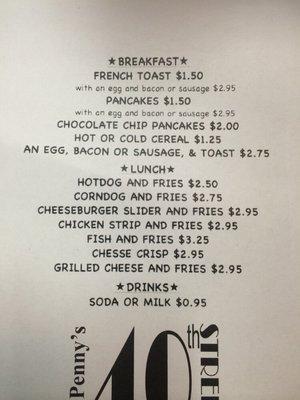 ★BREAKFAST★
FRENCH TOAST $1.50
with an egg and bacon or sausage $2.95
PANCAKES $1.50
with an egg and bacon or sausage $2.95
CHOCOLATE CHIP PANCAKES $2.00
HOT OR COLD CEREAL $1.25
AN EGG, BACON OR SAUSAGE, & TOAST $2.75
★LUNCH★
HOTDOG AND FRIES $2.50
CORNDOG AND FRIES $2.75
CHEESEBURGER SLIDER AND FRIES $2.95
CHICKEN STRIP AND FRIES $2.95
FISH AND FRIES $3.25
CHESSE CRISP $2.95
GRILLED CHEESE AND FRIES $2.95
★DRINKS★
SODA OR MILK $0.95
Penny's
40th
STREE